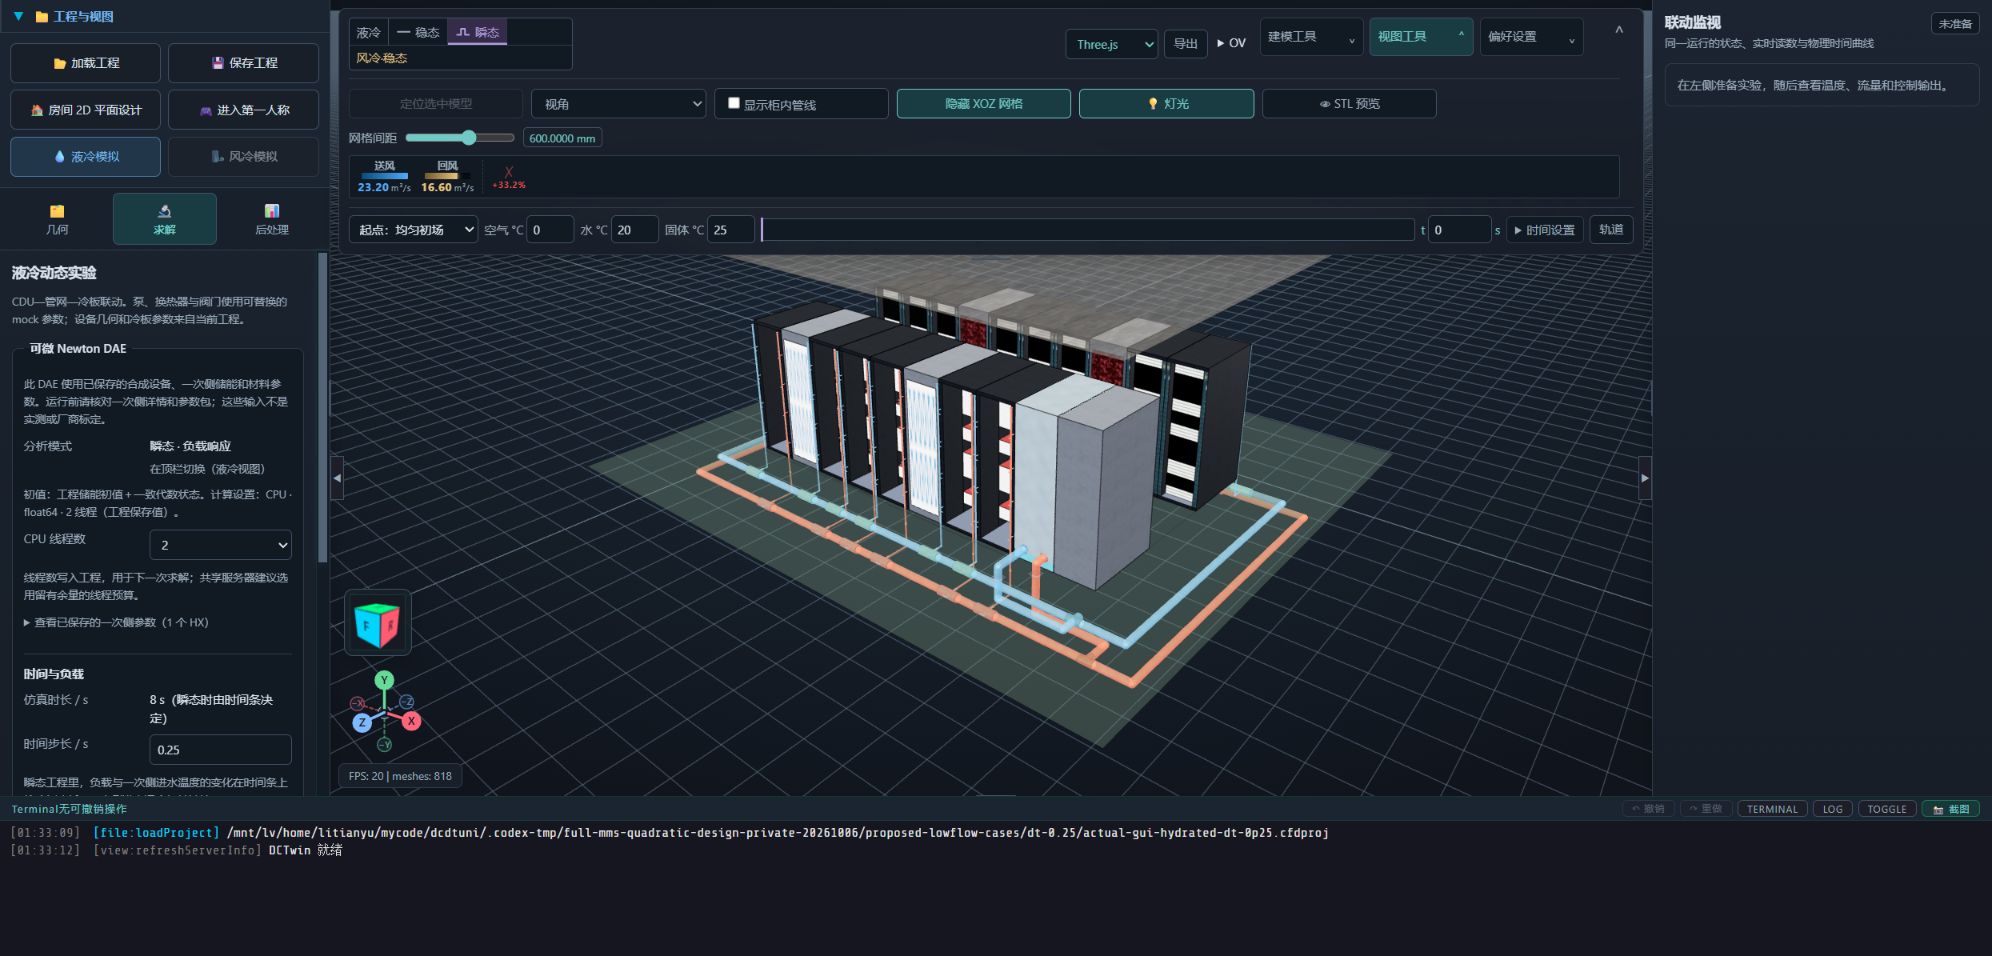 ▼ 工程与视图
加载工程
保存工程
房间 2D 平面设计
进入第一人称
液冷模拟
风冷模拟
几何
求解
后处理
液冷动态实验
CDU—管网—冷板联动。泵、换热器与阀门使用可替换的
mock 参数；设备几何和冷板参数来自当前工程。
可微 Newton DAE
此 DAE 使用已保存的合成设备、一次侧储能和材料参
数。运行前请核对一次侧详情和参数包；这些输入不是
实测或厂商标定。
分析模式
瞬态 · 负载响应
在顶栏切换（液冷视图）
初值：工程储能初值 + 一致代数状态。计算设置：CPU ·
float64 · 2 线程（工程保存值）。
CPU 线程数
2
线程数写入工程，用于下一次求解；共享服务器建议选
用留有余量的线程预算。
▶ 查看已保存的一次侧参数（1 个 HX）
时间与负载
仿真时长 / s
8 s（瞬态时由时间条决
定）
时间步长 / s
0.25
瞬态工程里，负载与一次侧进水温度的变化在时间条上
液冷
稳态
瞬态
风冷·稳态
Three.js
导出
▶ OV
建模工具
视图工具
偏好设置
定位选中模型
视角
显示柜内管线
隐藏 XOZ 网格
灯光
STL 预览
网格间距
600.0000 mm
送风
23.20 m³/s
回风
16.60 m³/s
X
+33.2%
起点：均匀初场
空气 °C
0
水 °C
20
固体 °C
25
t
0
s
▶ 时间设置
轨道
F
R
Y
-X
-Z
Z
X
-Y
FPS: 20 | meshes: 818
联动监视
未准备
同一运行的状态、实时读数与物理时间曲线
在左侧准备实验，随后查看温度、流量和控制输出。
Terminal无可撤销操作
撤销
重做
TERMINAL
LOG
TOGGLE
截图
[01:33:09] [file:loadProject] /mnt/lv/home/litianyu/mycode/dcdtuni/.codex-tmp/full-mms-quadratic-design-private-20261006/proposed-lowflow-cases/dt-0.25/actual-gui-hydrated-dt-0p25.cfdproj
[01:33:12] [view:refreshServerInfo] DCTwin 就绪